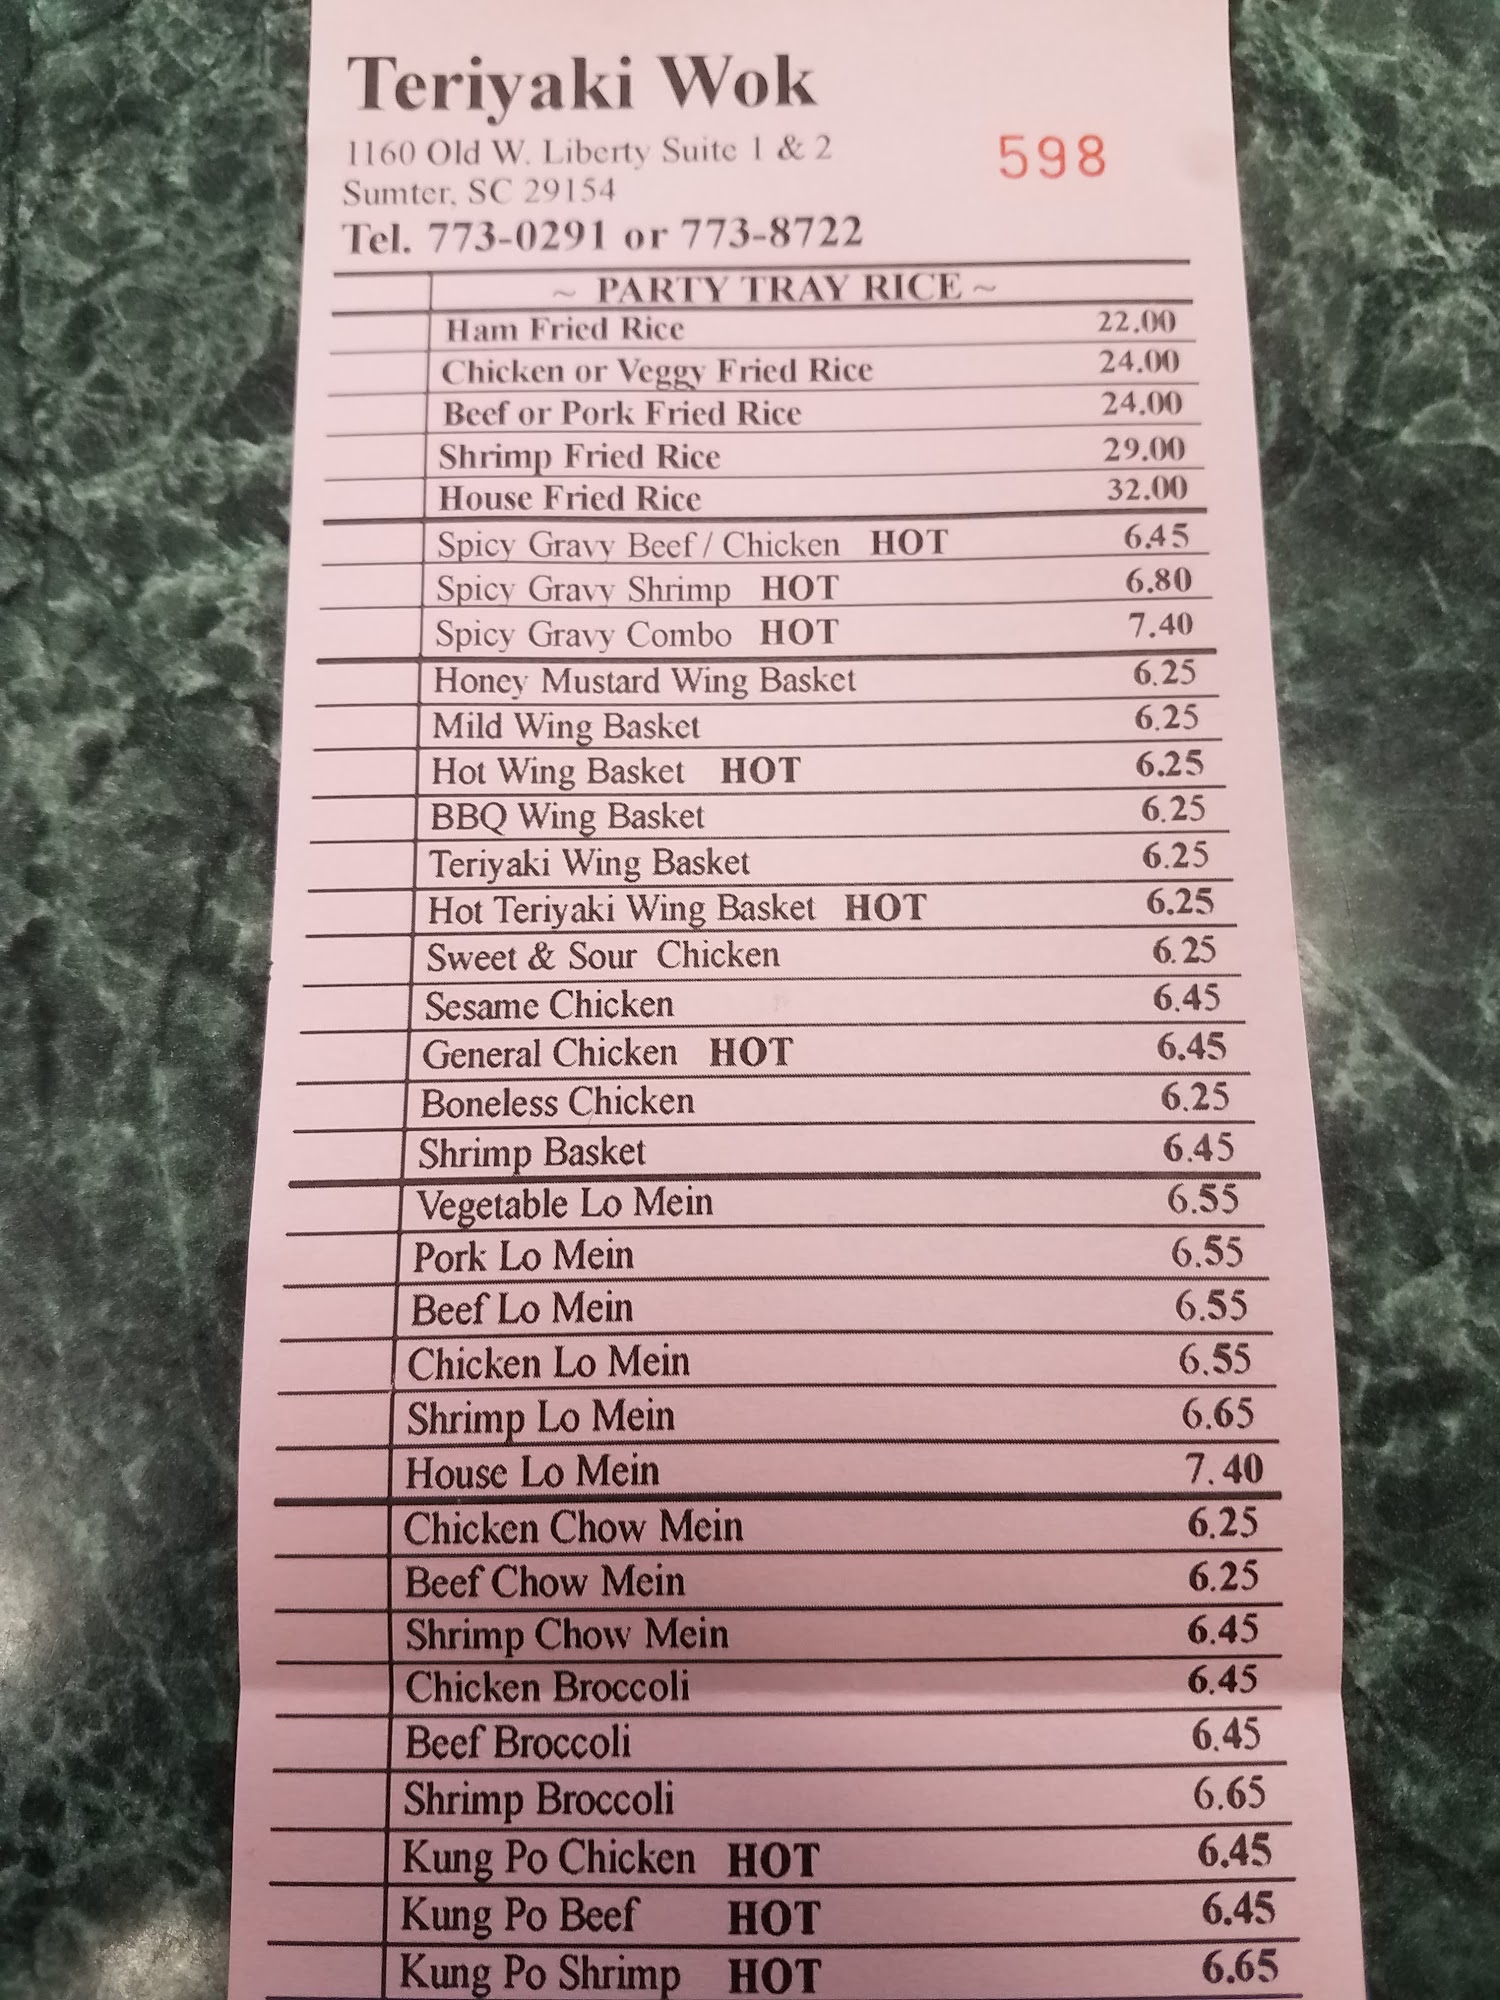 Teriyaki Wok
1160 Old W. Liberty Suite 1 & 2
598
Sumter, SC 29154
Tel. 773-0291 or 773-8722
~ PARTY TRAY RICE ~
Ham Fried Rice 22.00
Chicken or Veggy Fried Rice 24.00
Beef or Pork Fried Rice 24.00
Shrimp Fried Rice 29.00
House Fried Rice 32.00
Spicy Gravy Beef / Chicken HOT 6.45
Spicy Gravy Shrimp HOT 6.80
Spicy Gravy Combo HOT 7.40
Honey Mustard Wing Basket 6.25
Mild Wing Basket 6.25
Hot Wing Basket HOT 6.25
BBQ Wing Basket 6.25
Teriyaki Wing Basket 6.25
Hot Teriyaki Wing Basket HOT 6.25
Sweet & Sour Chicken 6.25
Sesame Chicken 6.45
General Chicken HOT 6.45
Boneless Chicken 6.25
Shrimp Basket 6.45
Vegetable Lo Mein 6.55
Pork Lo Mein 6.55
Beef Lo Mein 6.55
Chicken Lo Mein 6.55
Shrimp Lo Mein 6.65
House Lo Mein 7.40
Chicken Chow Mein 6.25
Beef Chow Mein 6.25
Shrimp Chow Mein 6.45
Chicken Broccoli 6.45
Beef Broccoli 6.45
Shrimp Broccoli 6.65
Kung Po Chicken HOT 6.45
Kung Po Beef HOT 6.45
Kung Po Shrimp HOT 6.65